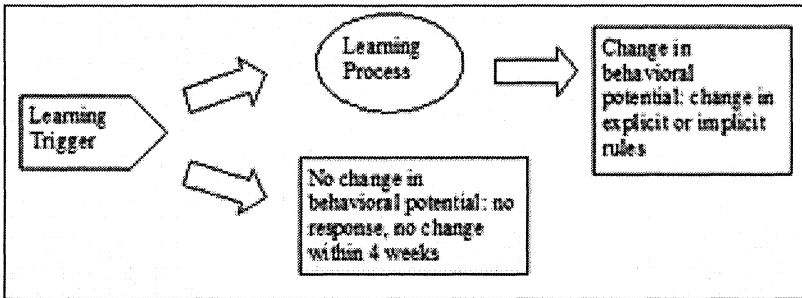 Learning
Trigger
Learning
Process
Change in
behavioral
potential: change in
explicit or implicit
rules
No change in
behavioral potential: no
response, no change
within 4 weeks